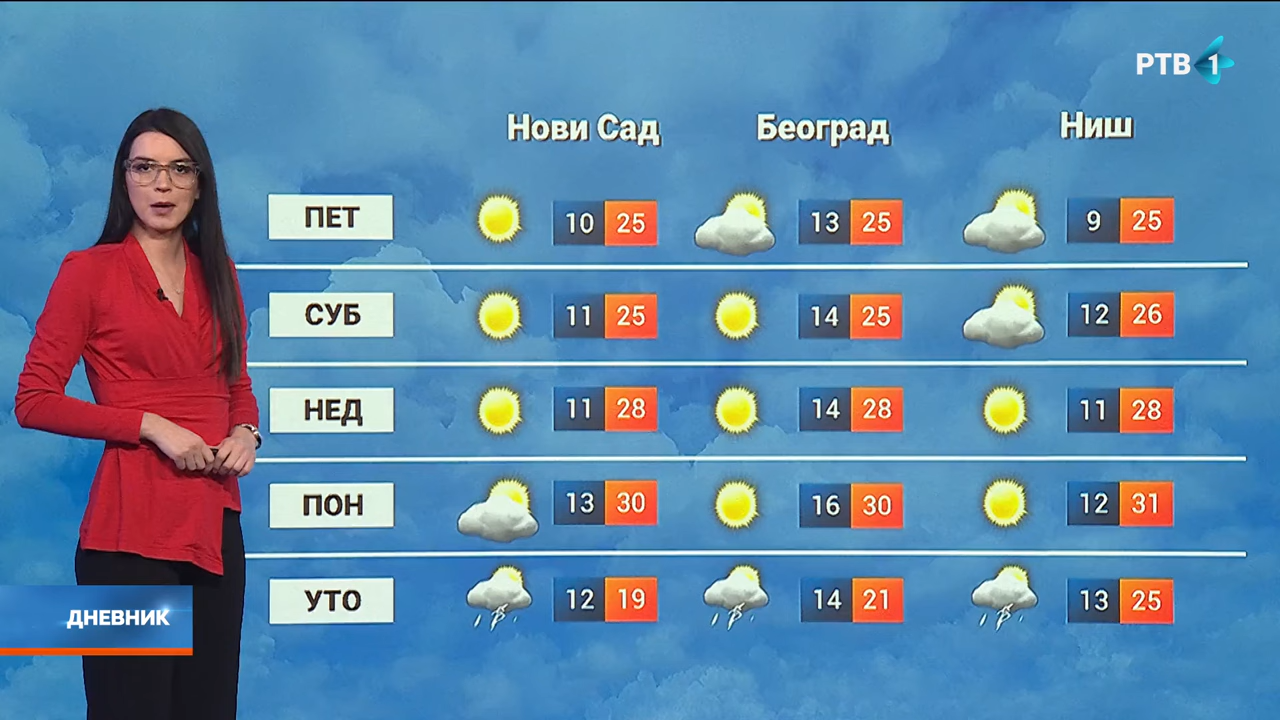 РТВ 1
Нови Сад Београд Ниш
ПЕТ 10 25 13 25 9 25
СУБ 11 25 14 25 12 26
НЕД 11 28 14 28 11 28
ПОН 13 30 16 30 12 31
УТО 12 19 14 21 13 25
ДНЕВНИК